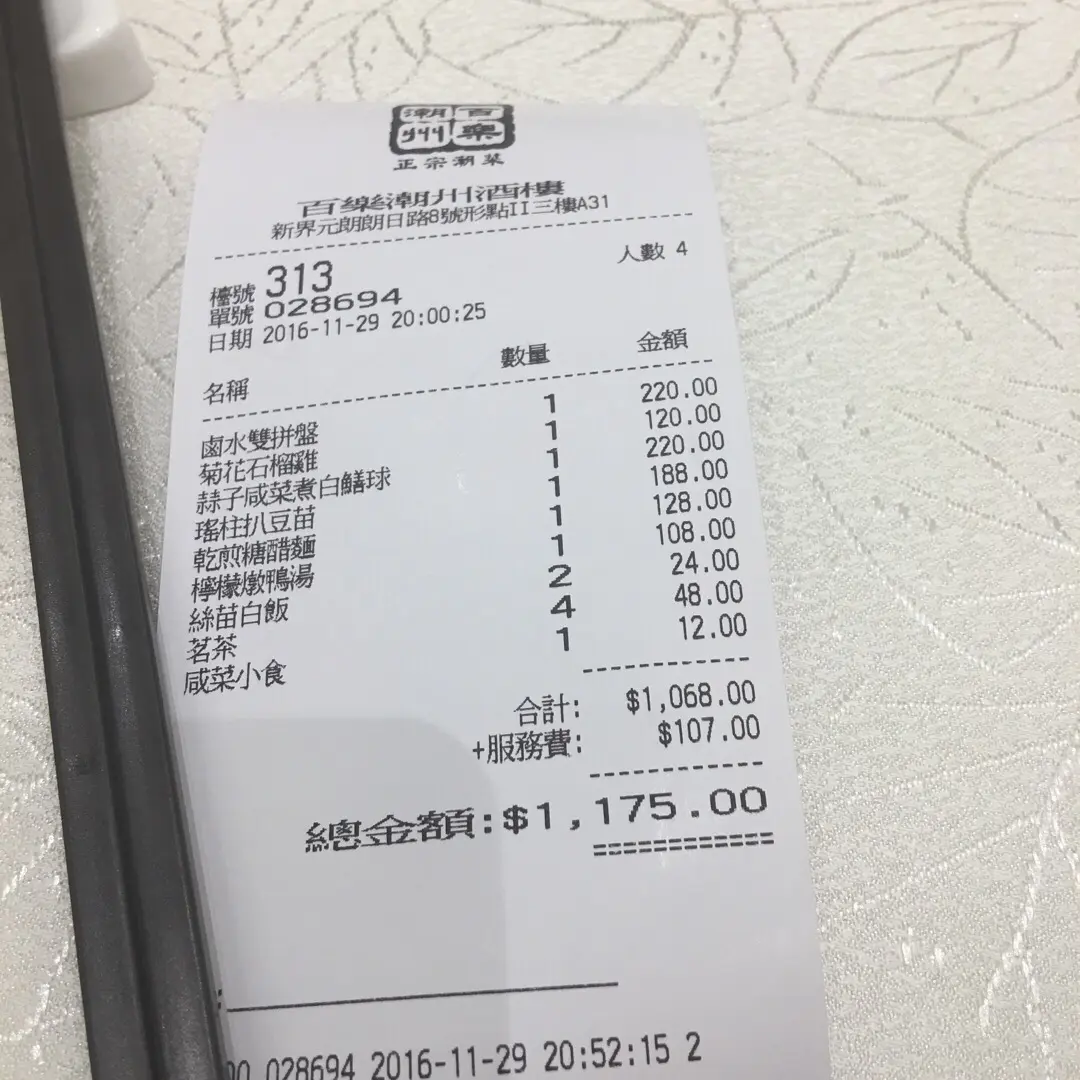 百樂
潮州
正宗潮菜
百樂潮州酒樓
新界元朗朗日路8號形點II三樓A31
人數 4
檯號 313
單號 028694
日期 2016-11-29 20:00:25
名稱 數量 金額
鹵水雙拼盤 1 220.00
菊花石榴雞 1 120.00
蒜子咸菜煮白鱔球 1 220.00
瑤柱扒豆苗 1 188.00
乾煎糖醋麵 1 128.00
檸檬燉鴨湯 1 108.00
絲苗白飯 2 24.00
茗茶 4 48.00
咸菜小食 1 12.00
合計: $1,068.00
+服務費: $107.00
總金額:$1,175.00
028694 2016-11-29 20:52:15 2